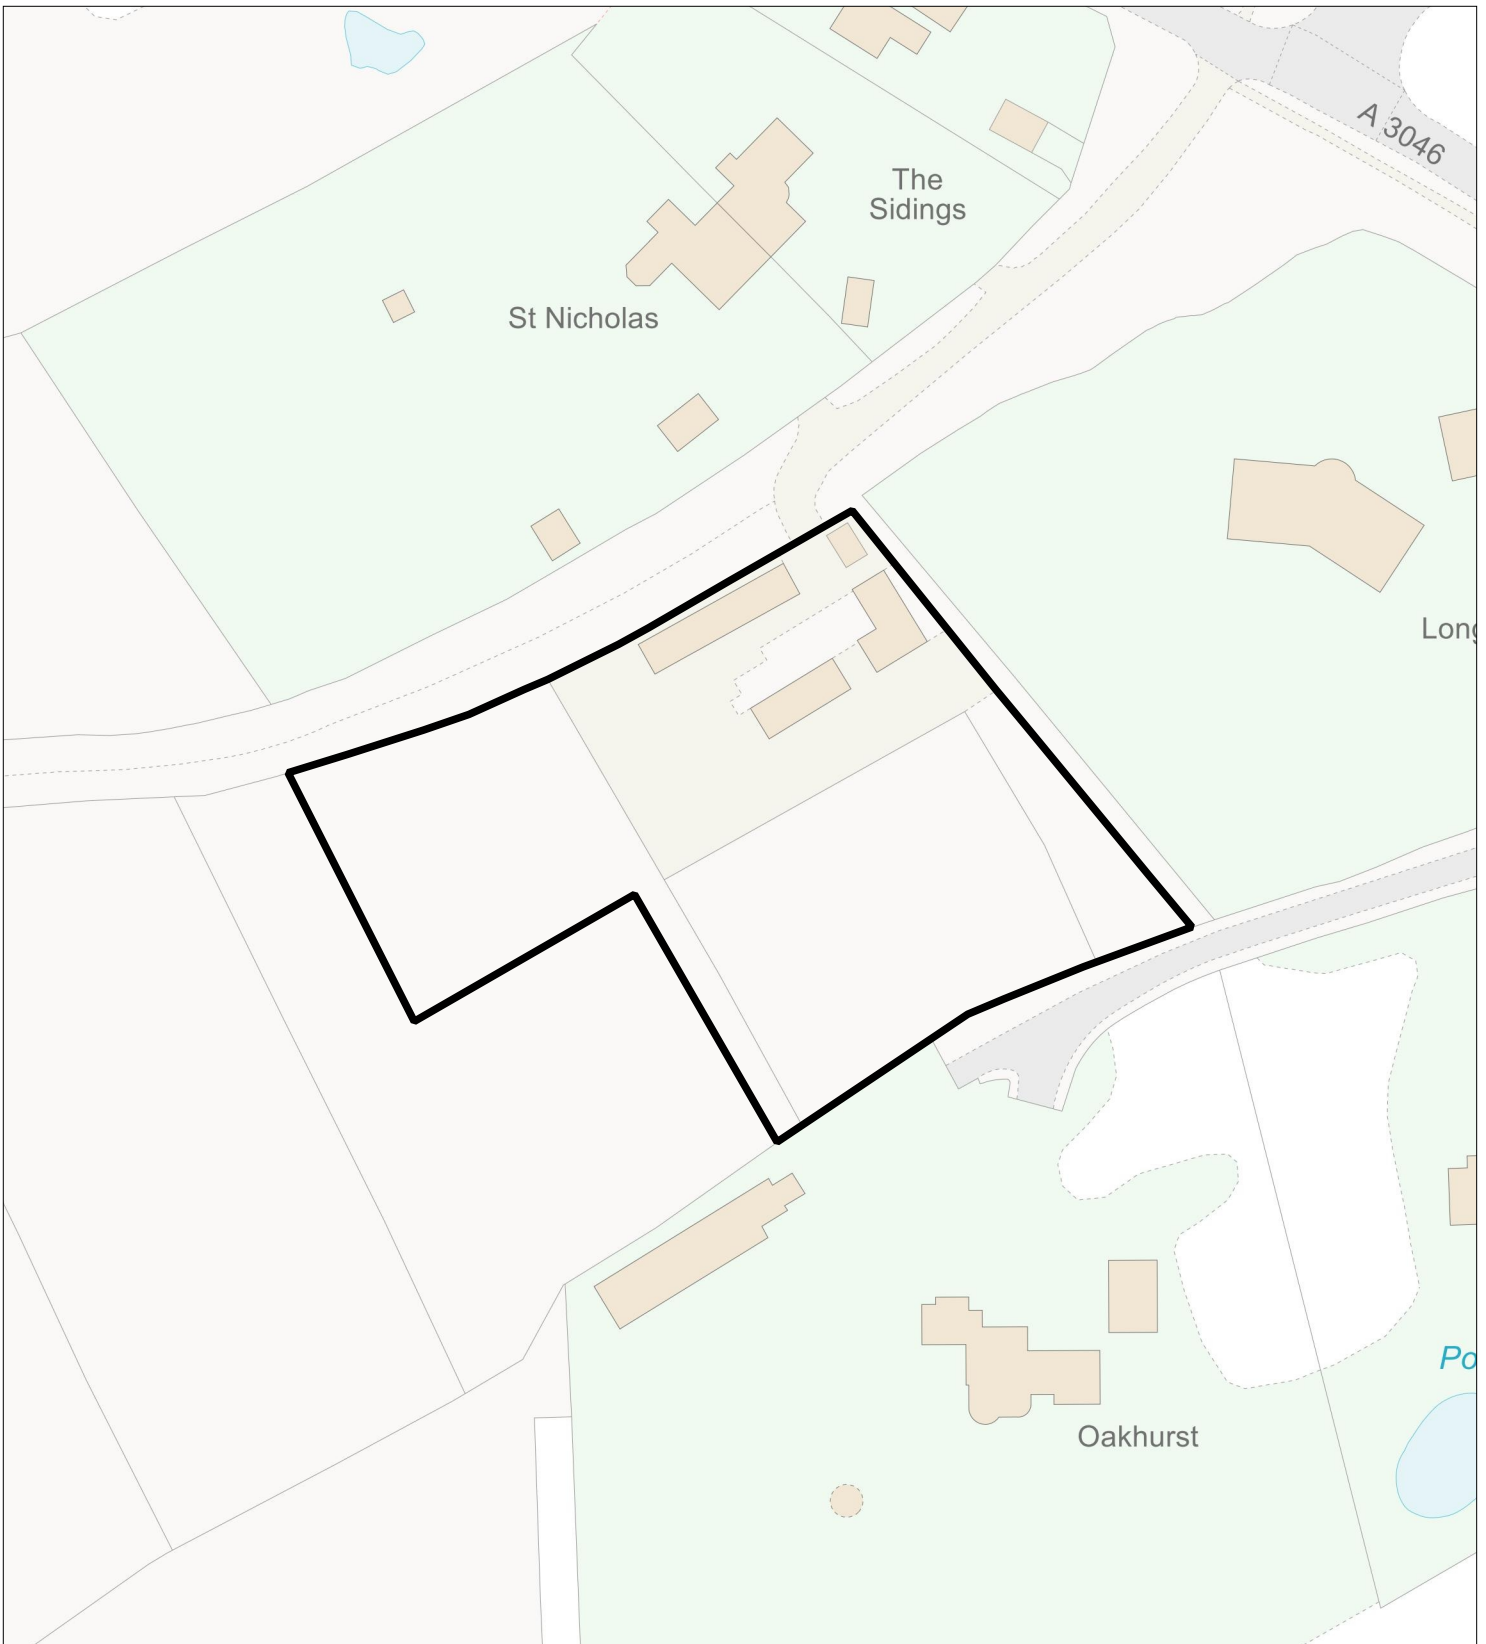 A 3046
The
Sidings
St Nicholas
Long
Po
Oakhurst